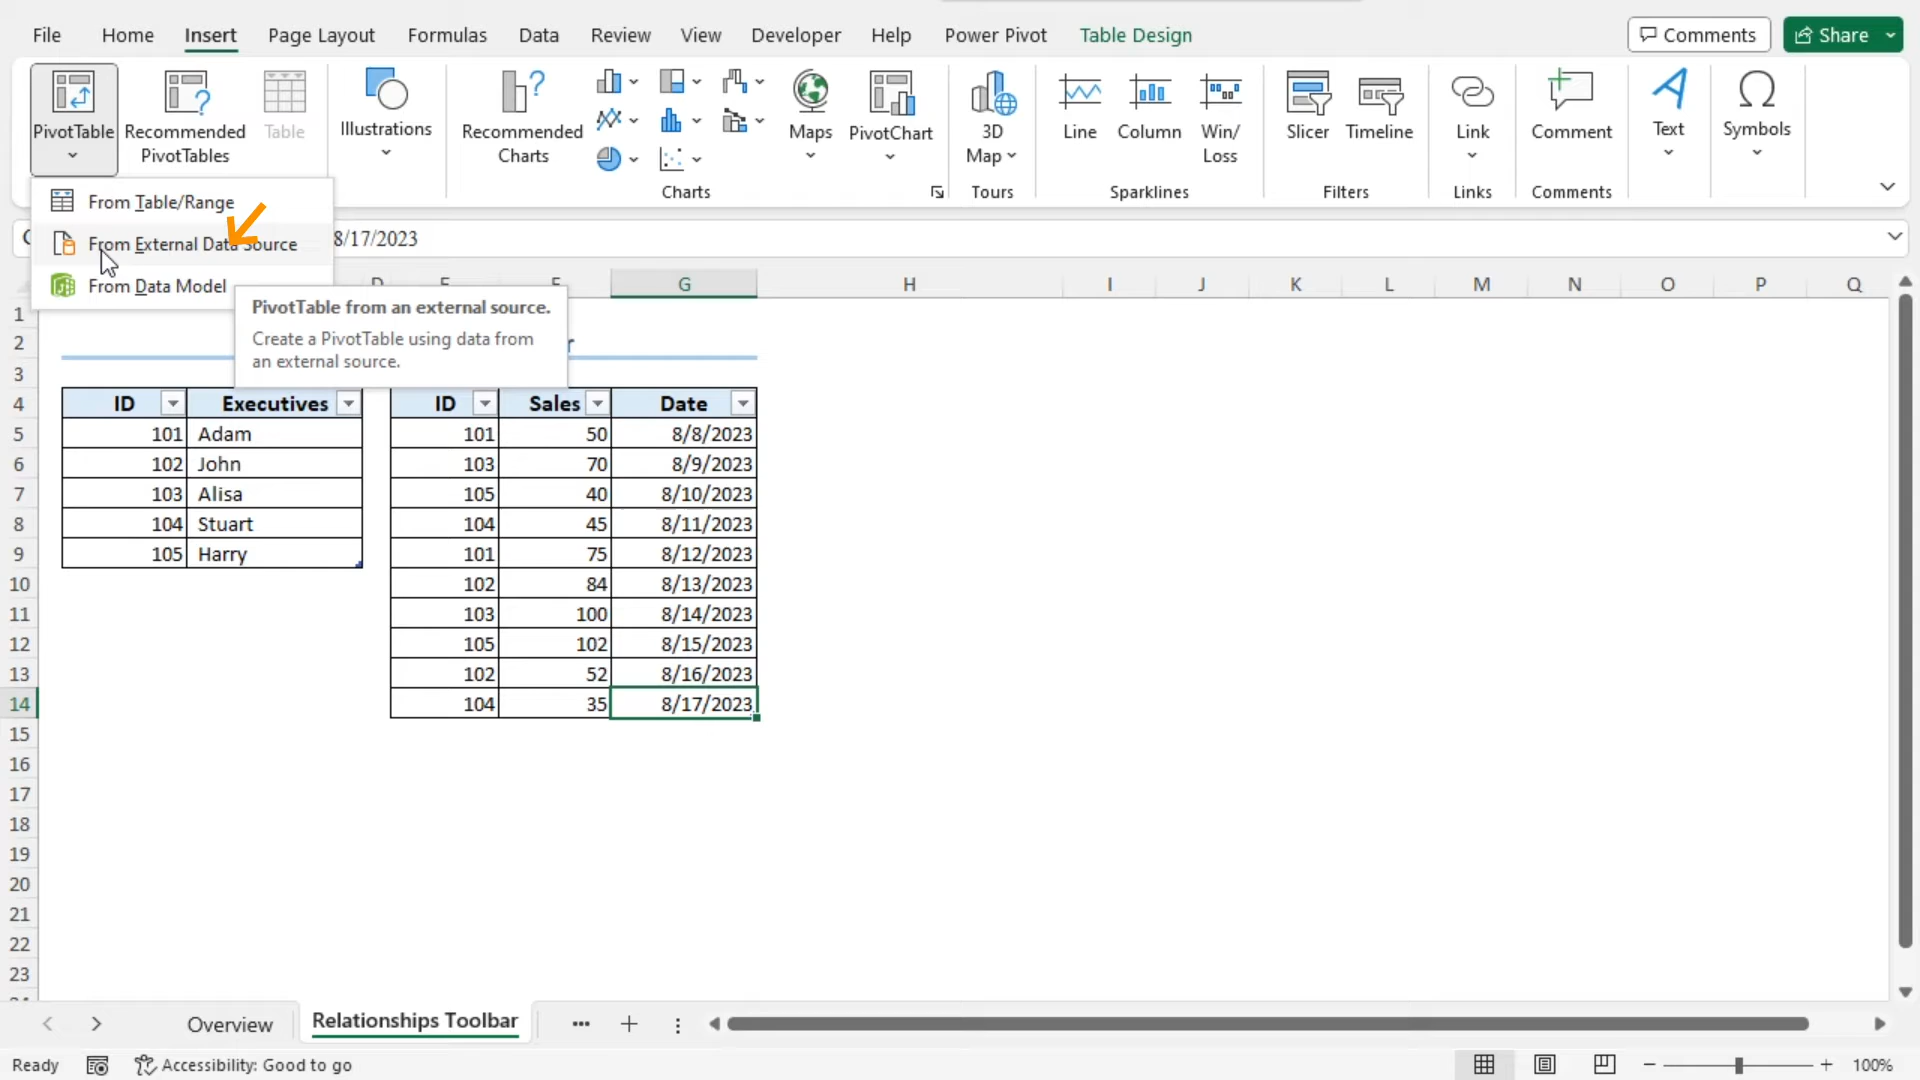 File Home Insert Page Layout Formulas Data Review View Developer Help Power Pivot Table Design Comments Share
PivotTable Recommended PivotTables Table
Illustrations
Recommended Charts Maps PivotChart
Charts
3D Map
Tours
Line Column Win/Loss
Sparklines
Slicer Timeline
Filters
Link
Links
Comment
Comments
Text
Symbols
From Table/Range
From External Data Source
From Data Model
8/17/2023
PivotTable from an external source.
Create a PivotTable using data from
an external source.
G H I J K L M N O P Q
1
2
3
4 ID Executives ID Sales Date
5 101 Adam 101 50 8/8/2023
6 102 John 103 70 8/9/2023
7 103 Alisa 105 40 8/10/2023
8 104 Stuart 104 45 8/11/2023
9 105 Harry 101 75 8/12/2023
10 102 84 8/13/2023
11 103 100 8/14/2023
12 105 102 8/15/2023
13 102 52 8/16/2023
14 104 35 8/17/2023
15
16
17
18
19
20
21
22
23
Overview Relationships Toolbar
Ready Accessibility: Good to go 100%